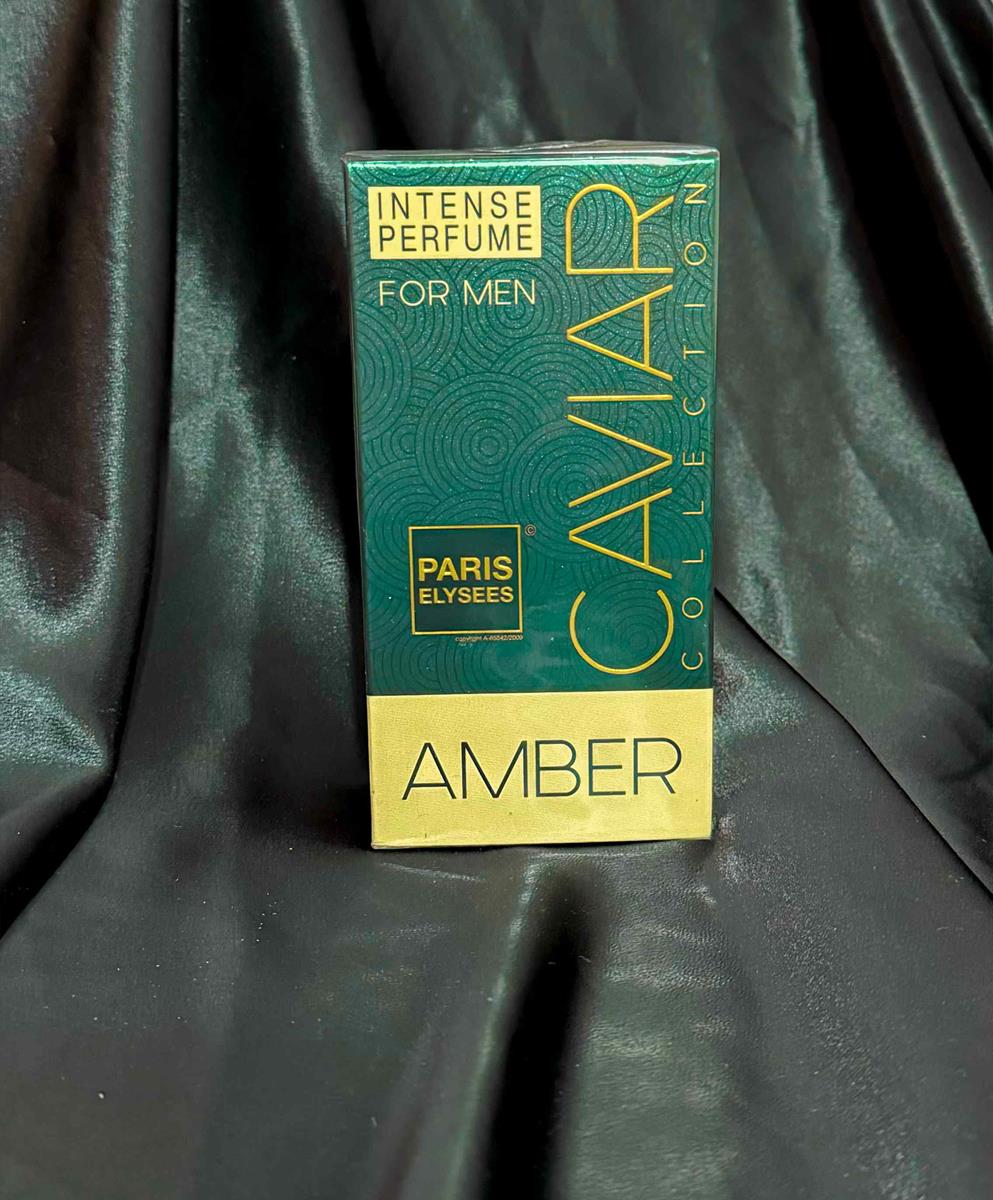 INTENSE
PERFUME
FOR MEN
CAVIAR
COLLECTION
©
PARIS
ELYSEES
AMBER